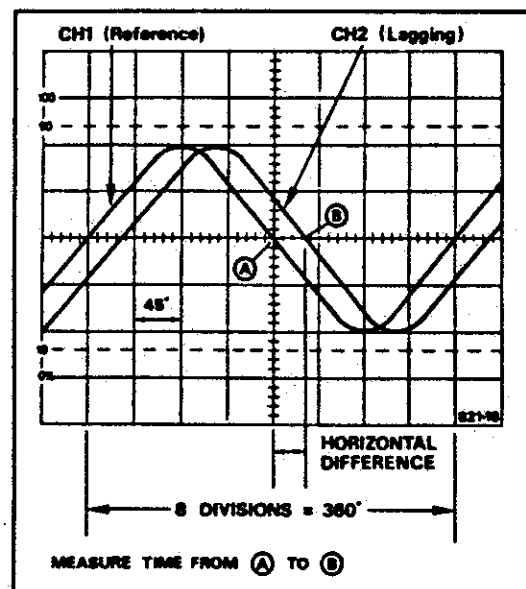 CH1 (Reference)
CH2 (Lagging)
100
90
B
A
45°
10
0%
HORIZONTAL
DIFFERENCE
8 DIVISIONS = 360°
MEASURE TIME FROM A TO B